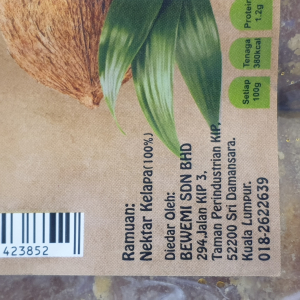 Ramuan:
Nektar Kelapa(100%)
Diedar Oleh:
BEWEMI SDN BHD
294,Jalan KIP 3,
Taman Perindustrian KIP,
52200 Sri Damansara.
Kuala Lumpur.
018-2622639
Setiap
100g
Tenaga
380kcal
Protein
1.2g
423852